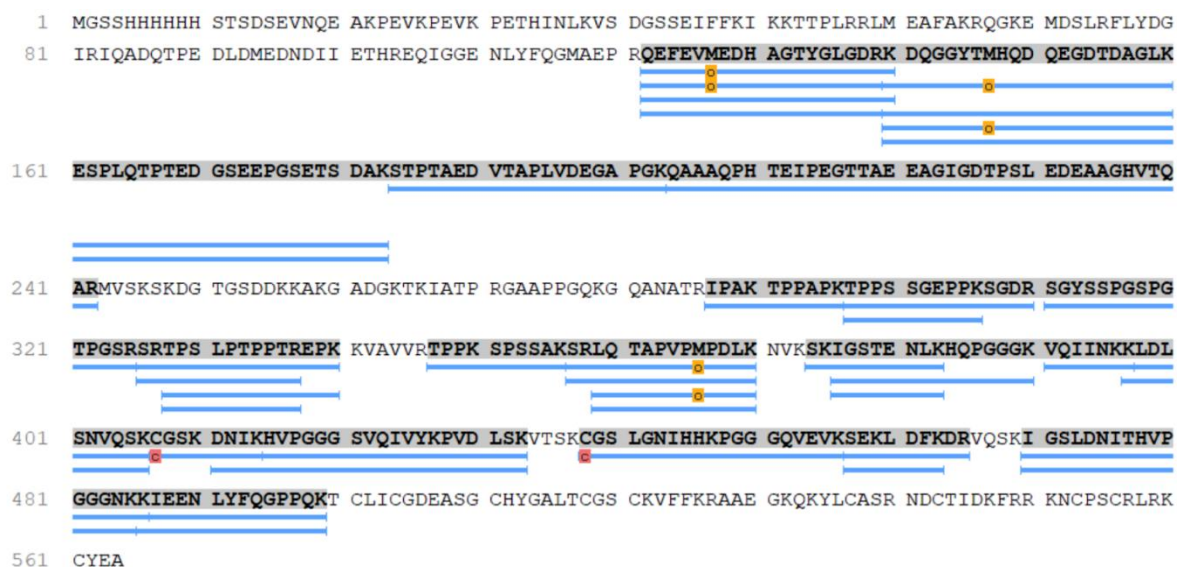 1 MGSSHHHHHH STSDSEVNQE AKPEVKPEVK PETHINLKVS DGSSEIFFKI KKTTPLRRLM EAFAKRQGKE MDSLRFLYDG
81 IRIQADQTPE DLDMEDNDII ETHREQIGGE NLYFQGMAEP RQEFEVMEDH AGTYGLGDRK DQGGYTMHQD QEGDTDAGLK
o
o o
o
161 ESPLQTPTED GSEEPGSETS DAKSTPTAED VTAPLVDEGA PGKQAAAQPH TEIPEGTTAE EAGIGDTPSL EDEAAGHVTQ
241 ARMVSKSKDG TGSDDKKAKG ADGKTKIATP RGAAPPGQKG QANATRIPAK TPPAPKTPPS SGEPPKSGDR SGYSSPGSPG
321 TPGSRSRTPS LPTPPTREPK KVAVVRTPPK SPSSAKSRLQ TAPVPMPDLK NVKSKIGSTE NLKHQPGGGK VQIINKKLDL
o
o
401 SNVQSKCGSK DNIKHVPGGG SVQIVYKPVD LSKVTSKCGS LGNIHHKPGG GQVEVKSEKL DFKDRVQSKI GSLDNITHVP
c c
481 GGGNKKIEEN LYFQGPPQKT CLICGDEASG CHYGALTCGS CKVFFKRAAE GKQKYLCASR NDCTIDKFRR KNCPSCRLRK
561 CYEA